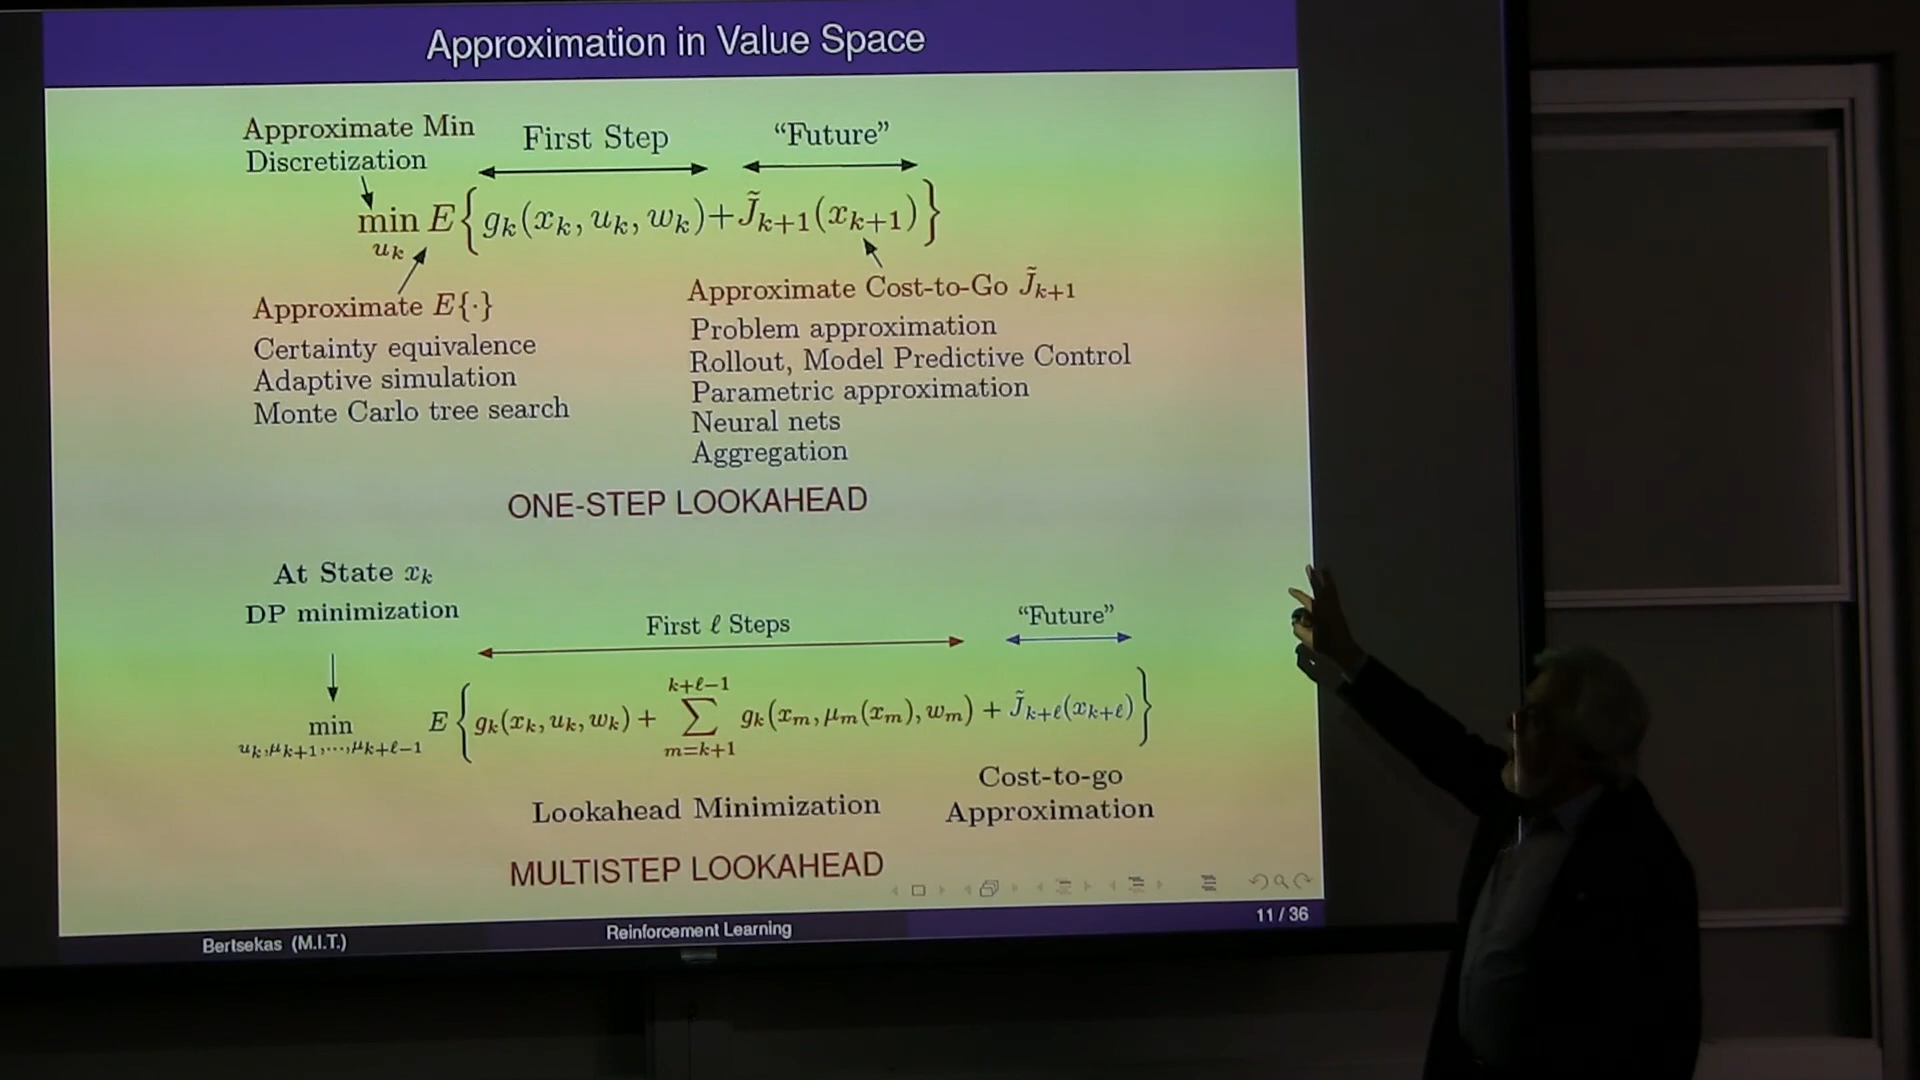 Approximation in Value Space
Approximate Min
Discretization
First Step
“Future”
min E{g_k(x_k, u_k, w_k)+J̃_{k+1}(x_{k+1})}
u_k
Approximate E{·}
Certainty equivalence
Adaptive simulation
Monte Carlo tree search
Approximate Cost-to-Go J̃_{k+1}
Problem approximation
Rollout, Model Predictive Control
Parametric approximation
Neural nets
Aggregation
ONE-STEP LOOKAHEAD
At State x_k
DP minimization
First ℓ Steps
“Future”
k+ℓ−1
min E{g_k(x_k, u_k, w_k) + ∑ g_k(x_m, μ_m(x_m), w_m) + J̃_{k+ℓ}(x_{k+ℓ})}
u_k,μ_{k+1},...,μ_{k+ℓ−1}
m=k+1
Lookahead Minimization
Cost-to-go
Approximation
MULTISTEP LOOKAHEAD
Bertsekas (M.I.T.)
Reinforcement Learning
11 / 36